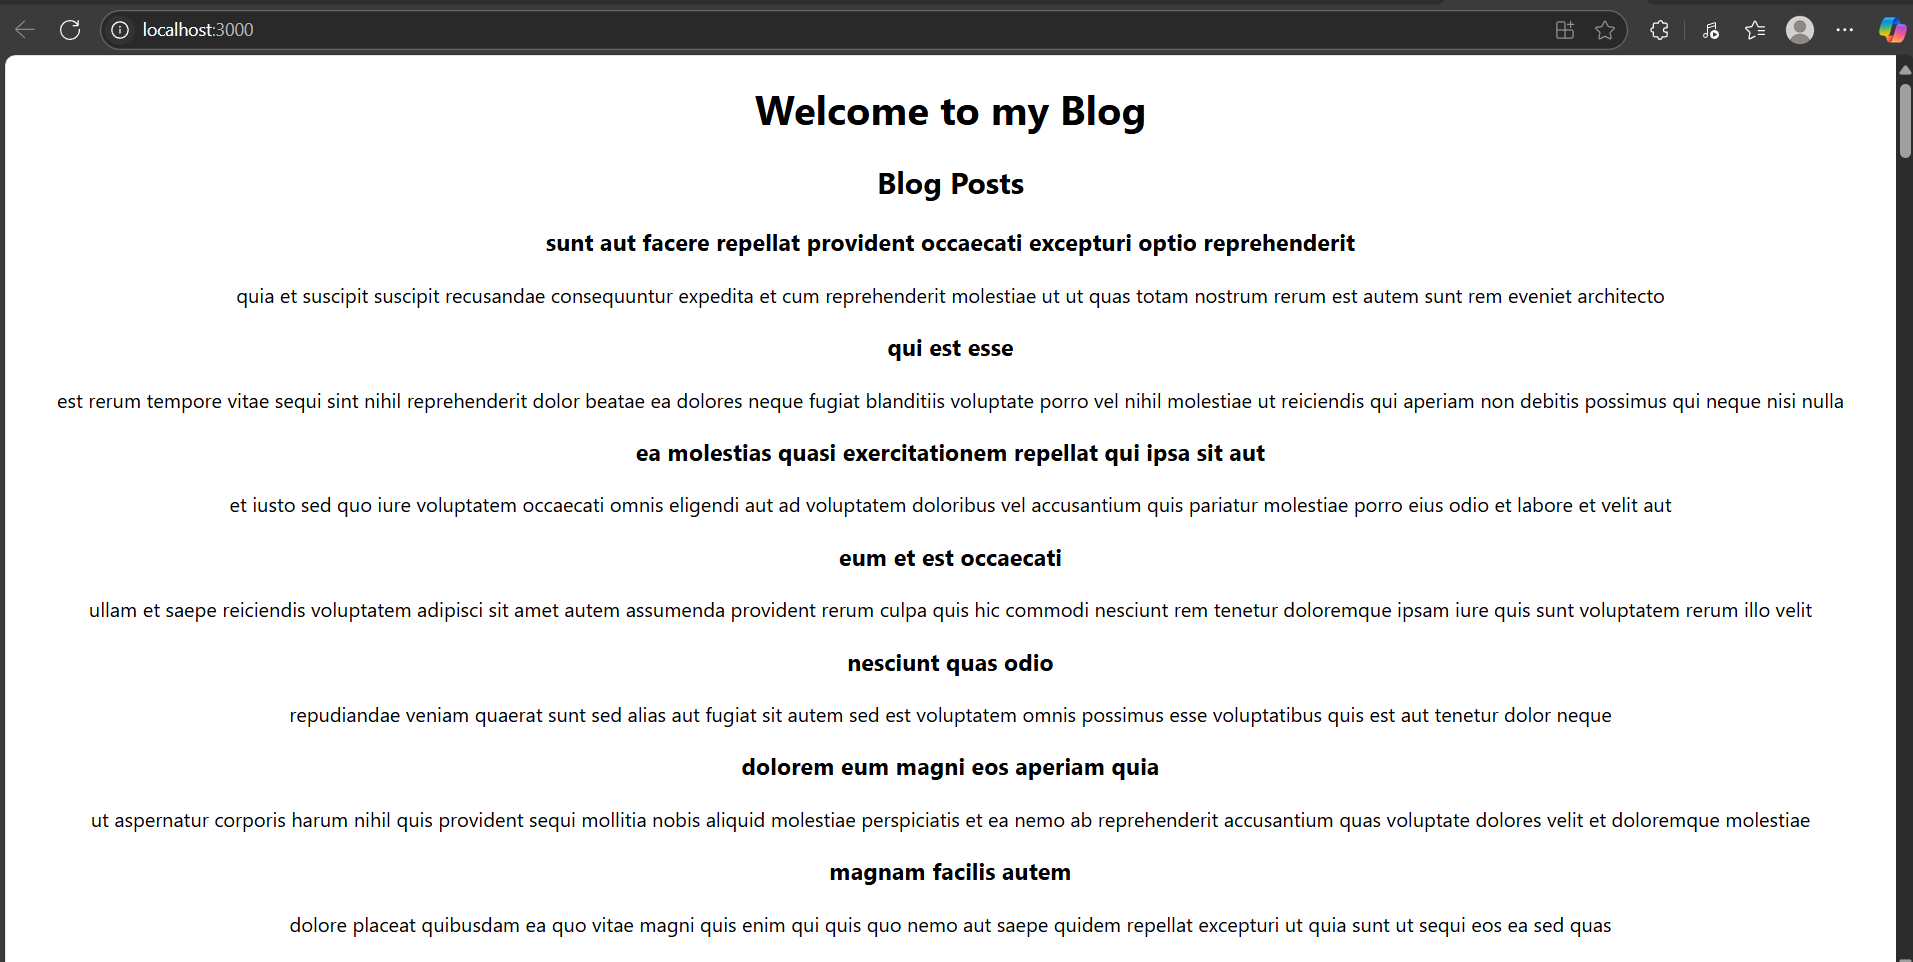 localhost:3000
Welcome to my Blog
Blog Posts
sunt aut facere repellat provident occaecati excepturi optio reprehenderit
quia et suscipit suscipit recusandae consequuntur expedita et cum reprehenderit molestiae ut ut quas totam nostrum rerum est autem sunt rem eveniet architecto
qui est esse
est rerum tempore vitae sequi sint nihil reprehenderit dolor beatae ea dolores neque fugiat blanditiis voluptate porro vel nihil molestiae ut reiciendis qui aperiam non debitis possimus qui neque nisi nulla
ea molestias quasi exercitationem repellat qui ipsa sit aut
et iusto sed quo iure voluptatem occaecati omnis eligendi aut ad voluptatem doloribus vel accusantium quis pariatur molestiae porro eius odio et labore et velit aut
eum et est occaecati
ullam et saepe reiciendis voluptatem adipisci sit amet autem assumenda provident rerum culpa quis hic commodi nesciunt rem tenetur doloremque ipsam iure quis sunt voluptatem rerum illo velit
nesciunt quas odio
repudiandae veniam quaerat sunt sed alias aut fugiat sit autem sed est voluptatem omnis possimus esse voluptatibus quis est aut tenetur dolor neque
dolorem eum magni eos aperiam quia
ut aspernatur corporis harum nihil quis provident sequi mollitia nobis aliquid molestiae perspiciatis et ea nemo ab reprehenderit accusantium quas voluptate dolores velit et doloremque molestiae
magnam facilis autem
dolore placeat quibusdam ea quo vitae magni quis enim qui quis quo nemo aut saepe quidem repellat excepturi ut quia sunt ut sequi eos ea sed quas